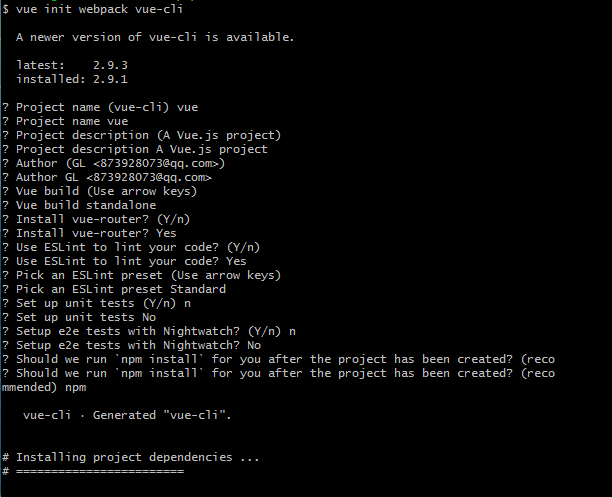 $ vue init webpack vue-cli
A newer version of vue-cli is available.
latest:    2.9.3
installed: 2.9.1
? Project name (vue-cli) vue
? Project name vue
? Project description (A Vue.js project)
? Project description A Vue.js project
? Author (GL <873928073@qq.com>)
? Author GL <873928073@qq.com>
? Vue build (Use arrow keys)
? Vue build standalone
? Install vue-router? (Y/n)
? Install vue-router? Yes
? Use ESLint to lint your code? (Y/n)
? Use ESLint to lint your code? Yes
? Pick an ESLint preset (Use arrow keys)
? Pick an ESLint preset Standard
? Set up unit tests (Y/n) n
? Set up unit tests No
? Setup e2e tests with Nightwatch? (Y/n) n
? Setup e2e tests with Nightwatch? No
? Should we run `npm install` for you after the project has been created? (reco
? Should we run `npm install` for you after the project has been created? (reco
mmended) npm
vue-cli · Generated "vue-cli".
# Installing project dependencies ...
# ========================